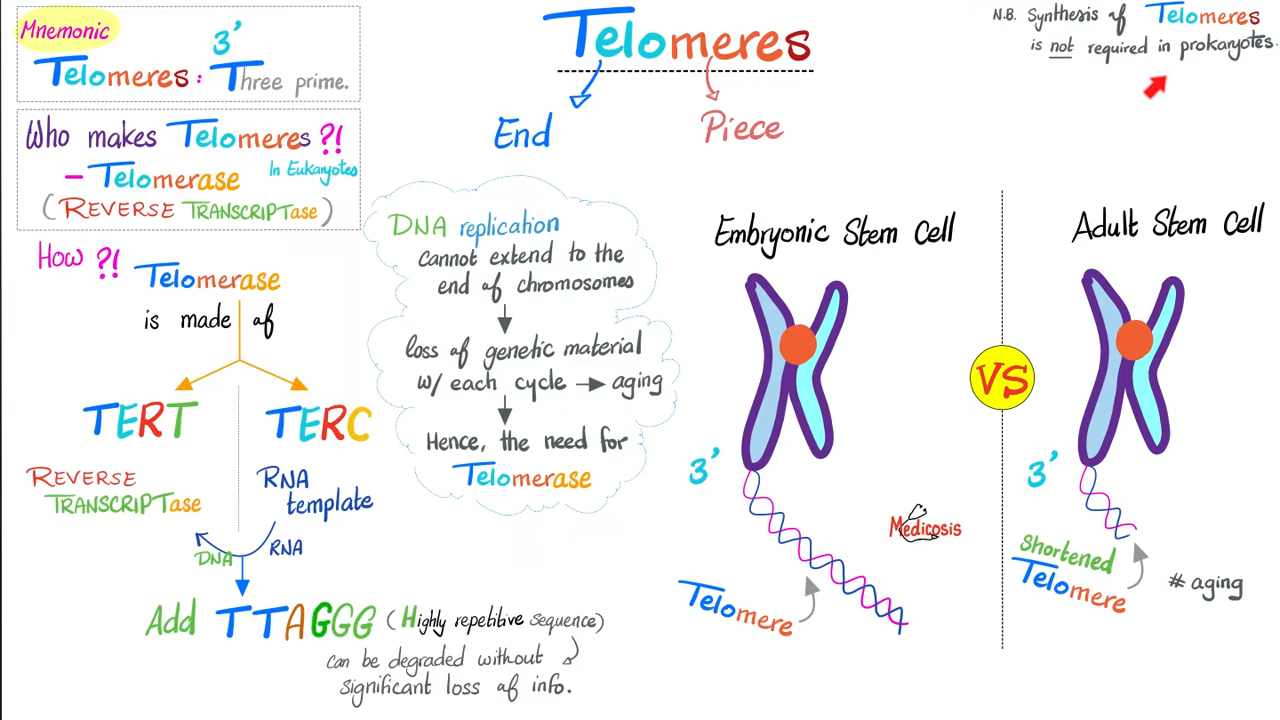 Mnemonic
3'
Telomeres: Three prime.
Who makes Telomeres ?!
- Telomerase In Eukaryotes
(REVERSE TRANSCRIPTase)
How ?!
Telomerase
is made of
TERT TERC
REVERSE TRANSCRIPTase
RNA template
DNA RNA
Add TTAGGG (Highly repetitive sequence)
can be degraded without
significant loss of info.
Telomeres
End Piece
DNA replication
cannot extend to the
end of chromosomes
loss of genetic material
w/ each cycle → aging
Hence, the need for
Telomerase
N.B. Synthesis of Telomeres
is not required in prokaryotes.
Embryonic Stem Cell
3'
Telomere
Medicosis
VS
Adult Stem Cell
3'
Shortened
Telomere
# aging